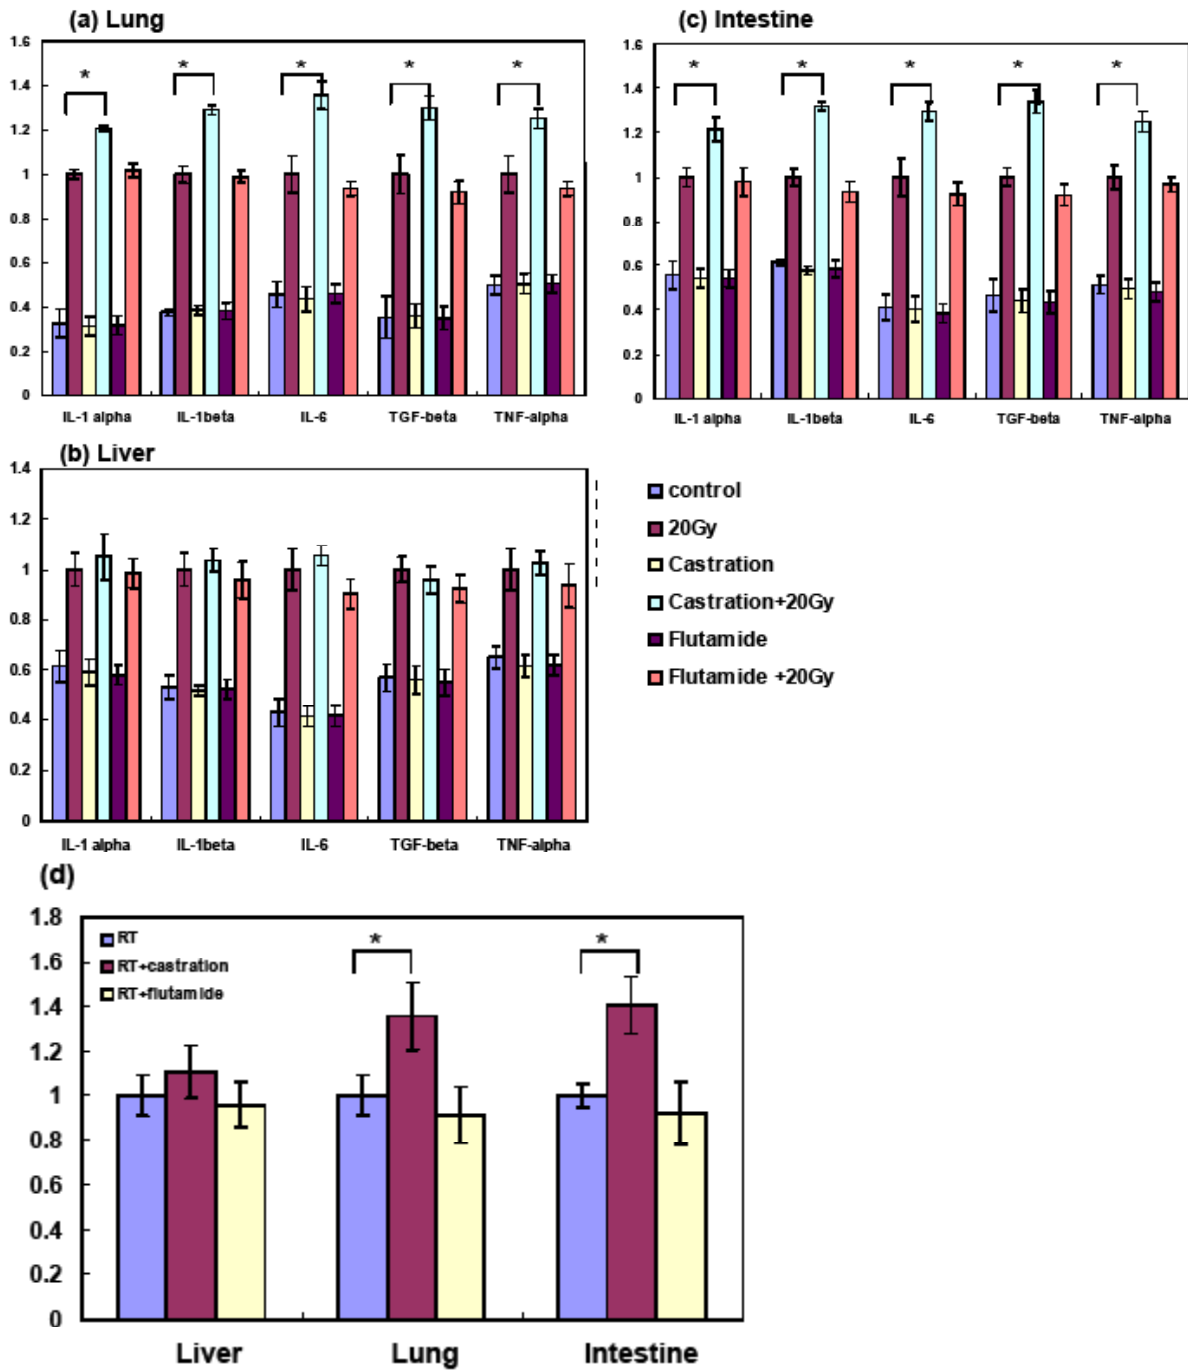 (a) Lung
1.6
1.4
1.2
1
0.8
0.6
0.4
0.2
0
* * * * *
IL-1 alpha IL-1beta IL-6 TGF-beta TNF-alpha
(c) Intestine
1.6
1.4
1.2
1
0.8
0.6
0.4
0.2
0
* * * * *
IL-1 alpha IL-1beta IL-6 TGF-beta TNF-alpha
(b) Liver
1.4
1.2
1
0.8
0.6
0.4
0.2
0
IL-1 alpha IL-1beta IL-6 TGF-beta TNF-alpha
control
20Gy
Castration
Castration+20Gy
Flutamide
Flutamide +20Gy
(d)
1.8
1.6
1.4
1.2
1
0.8
0.6
0.4
0.2
0
RT
RT+castration
RT+flutamide
* *
Liver Lung Intestine